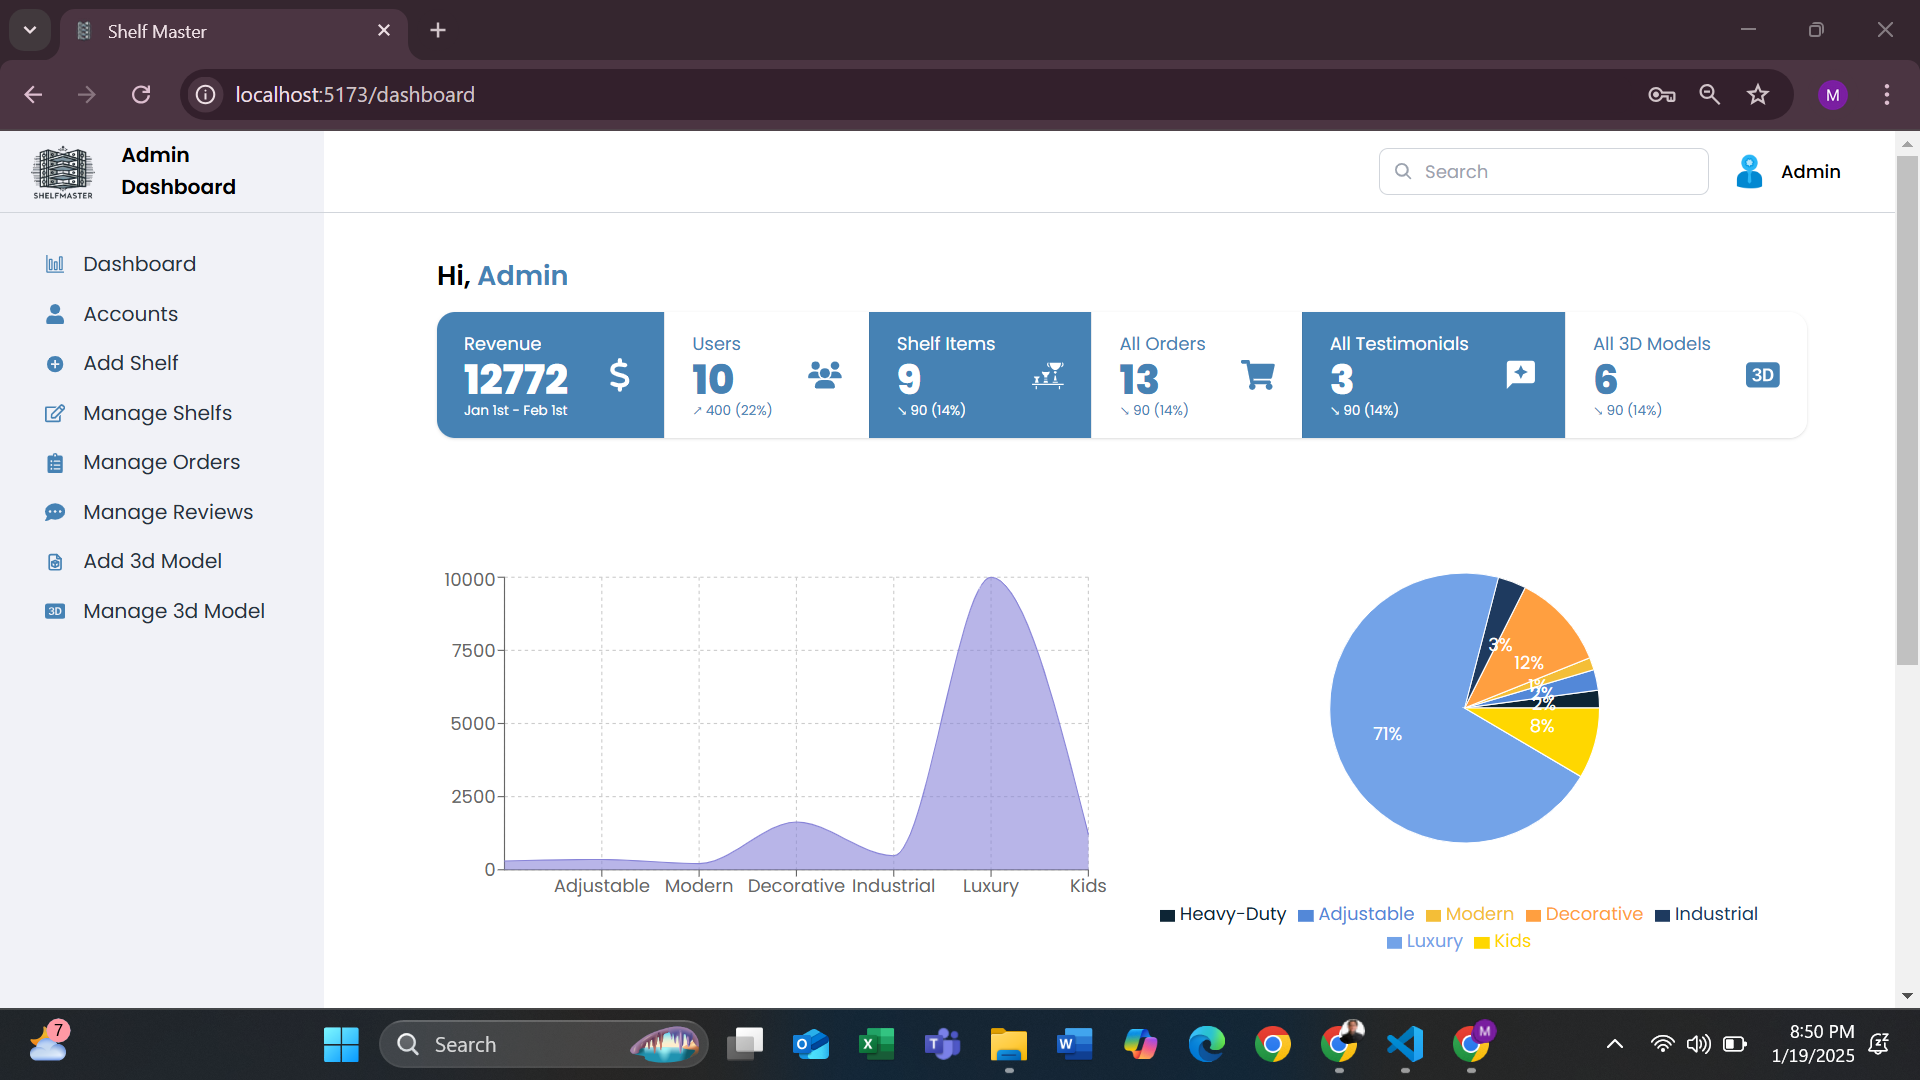 Shelf Master
localhost:5173/dashboard
M
SHELFMASTER
Admin
Dashboard
Search
Admin
Dashboard
Accounts
Add Shelf
Manage Shelfs
Manage Orders
Manage Reviews
Add 3d Model
3D Manage 3d Model
Hi, Admin
Revenue
12772
$
Jan 1st - Feb 1st
Users
10
↗ 400 (22%)
Shelf Items
9
↘ 90 (14%)
All Orders
13
↘ 90 (14%)
All Testimonials
3
↘ 90 (14%)
All 3D Models
6
3D
↘ 90 (14%)
10000
7500
5000
2500
0
Adjustable Modern Decorative Industrial Luxury Kids
3%
12%
1%
2%
2%
8%
71%
Heavy-Duty Adjustable Modern Decorative Industrial
Luxury Kids
7
Search
M
8:50 PM
1/19/2025